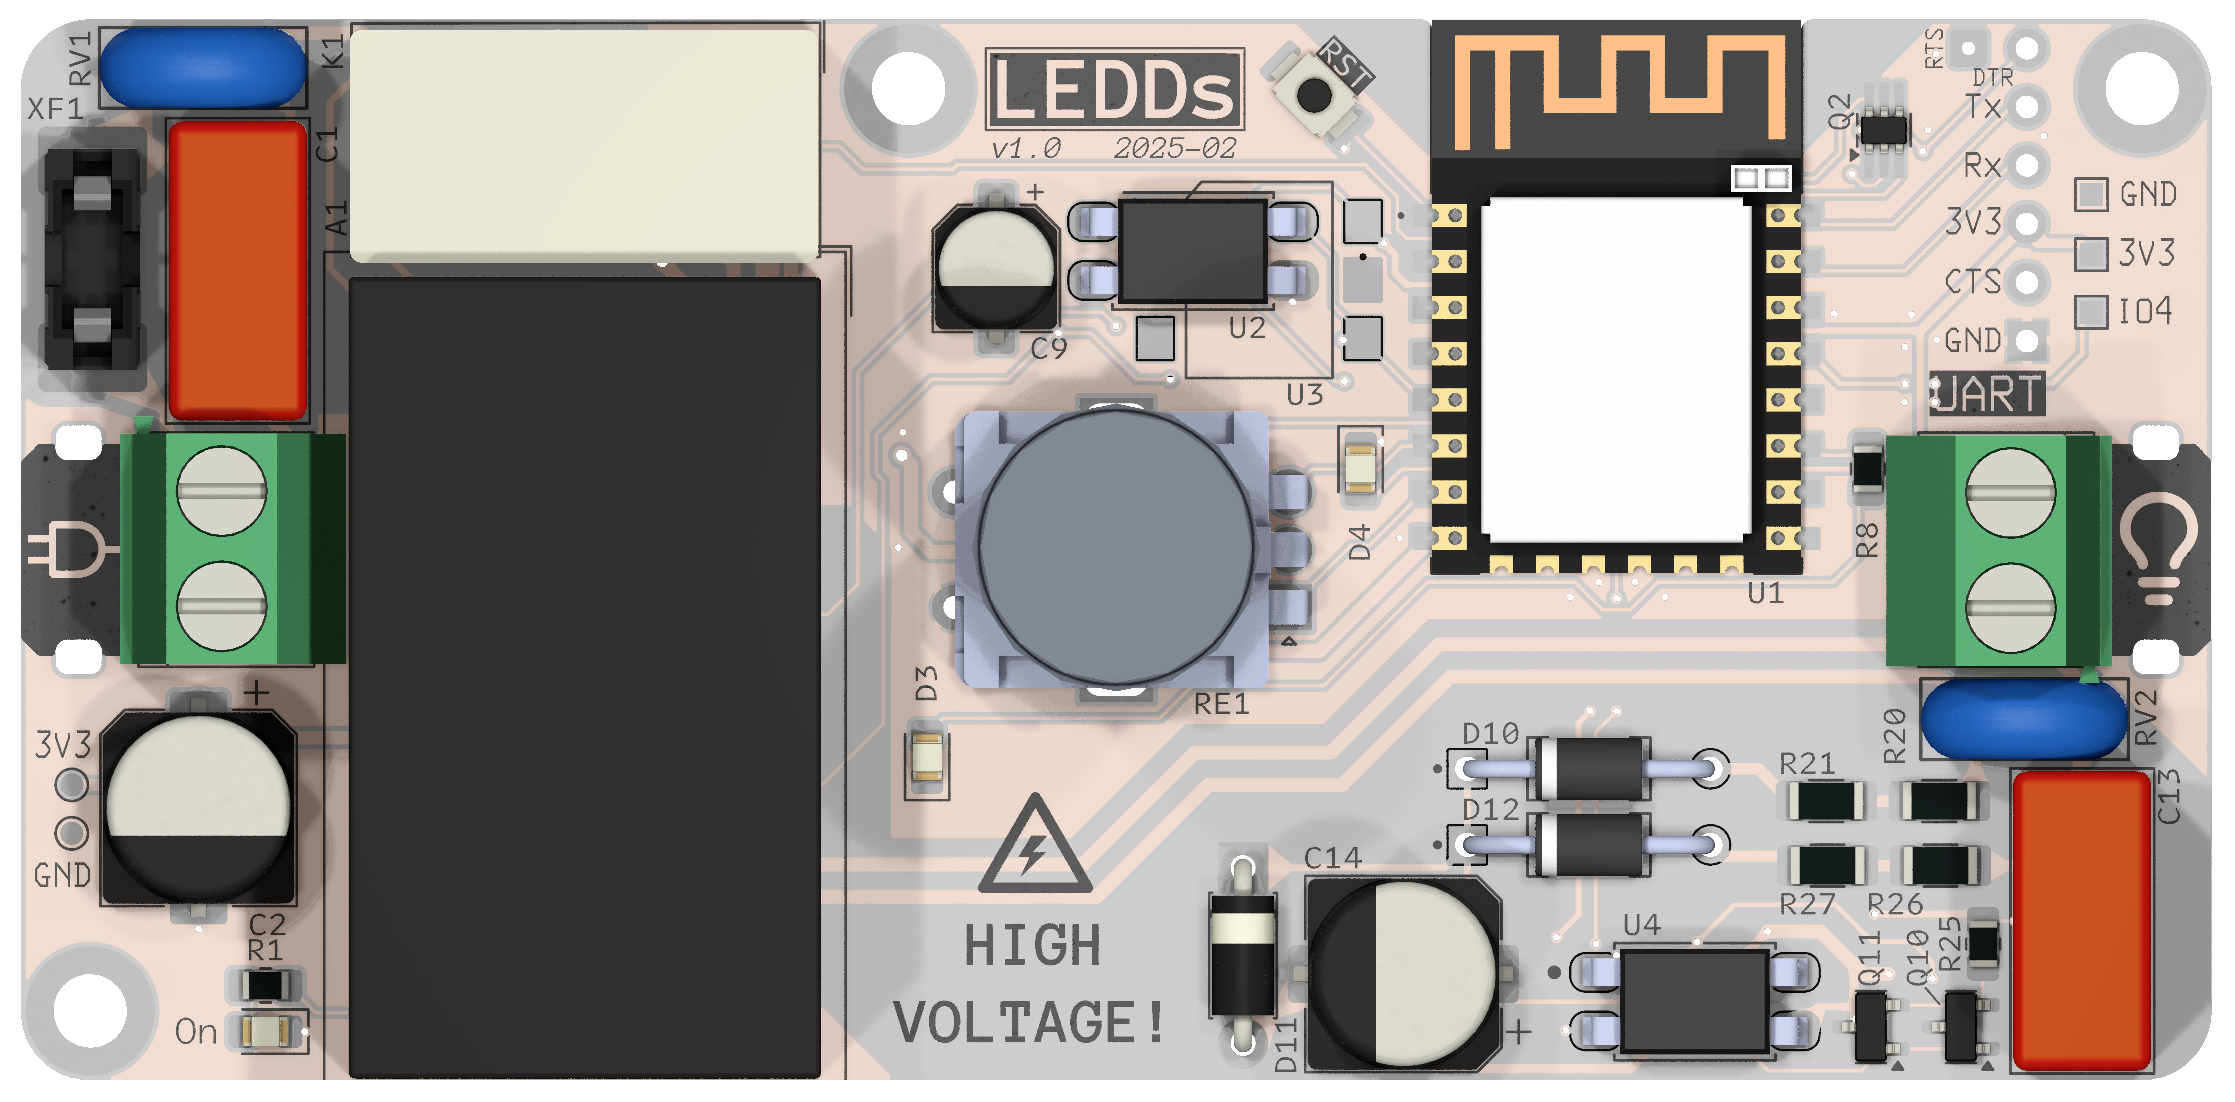 RV1
K1
XF1
C1
A1
LEDDs
v1.0 2025-02
RST
RTS
DTR
Q2
Tx
Rx
GND
3V3
3V3
CTS
IO4
GND
UART
+
U2
C9
U3
D4
U1
R8
RE1
D3
+
3V3
GND
C2
R1
On
HIGH
VOLTAGE!
D10
D12
R20
RV2
R21
R27
R26
C13
C14
D11
+
U4
Q11
Q10
R25